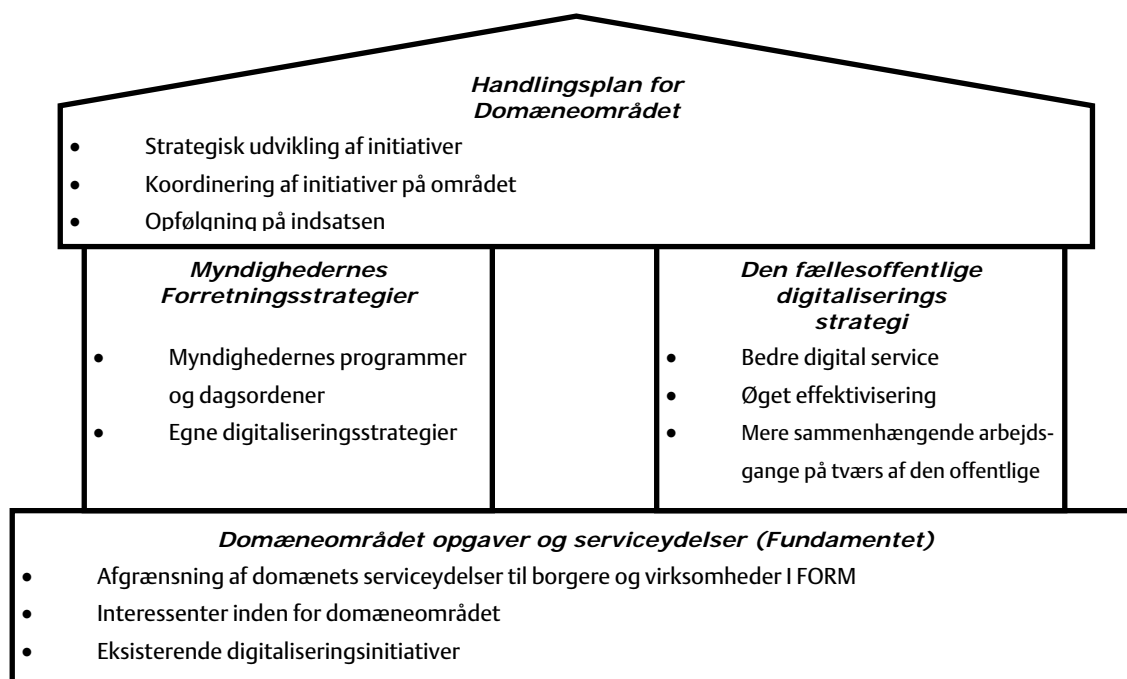 Handlingsplan for
Domæneområdet
• Strategisk udvikling af initiativer
• Koordinering af initiativer på området
• Opfølgning på indsatsen
Myndighedernes
Forretningsstrategier
• Myndighedernes programmer
og dagsordener
• Egne digitaliseringsstrategier
Den fællesoffentlige
digitaliserings
strategi
• Bedre digital service
• Øget effektivisering
• Mere sammenhængende arbejds-
gange på tværs af den offentlige
Domæneområdet opgaver og serviceydelser (Fundamentet)
• Afgrænsning af domænets serviceydelser til borgere og virksomheder I FORM
• Interessenter inden for domæneområdet
• Eksisterende digitaliseringsinitiativer